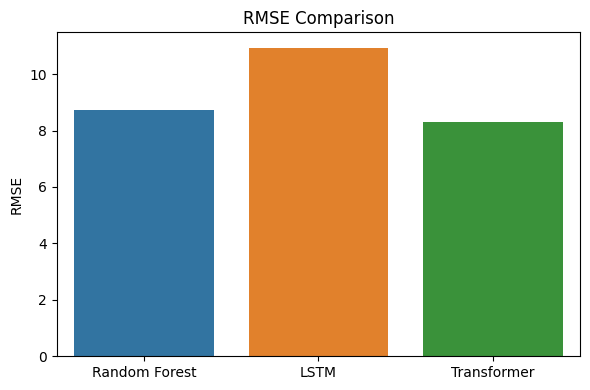 RMSE Comparison
RMSE
10
8
6
4
2
0
Random Forest
LSTM
Transformer